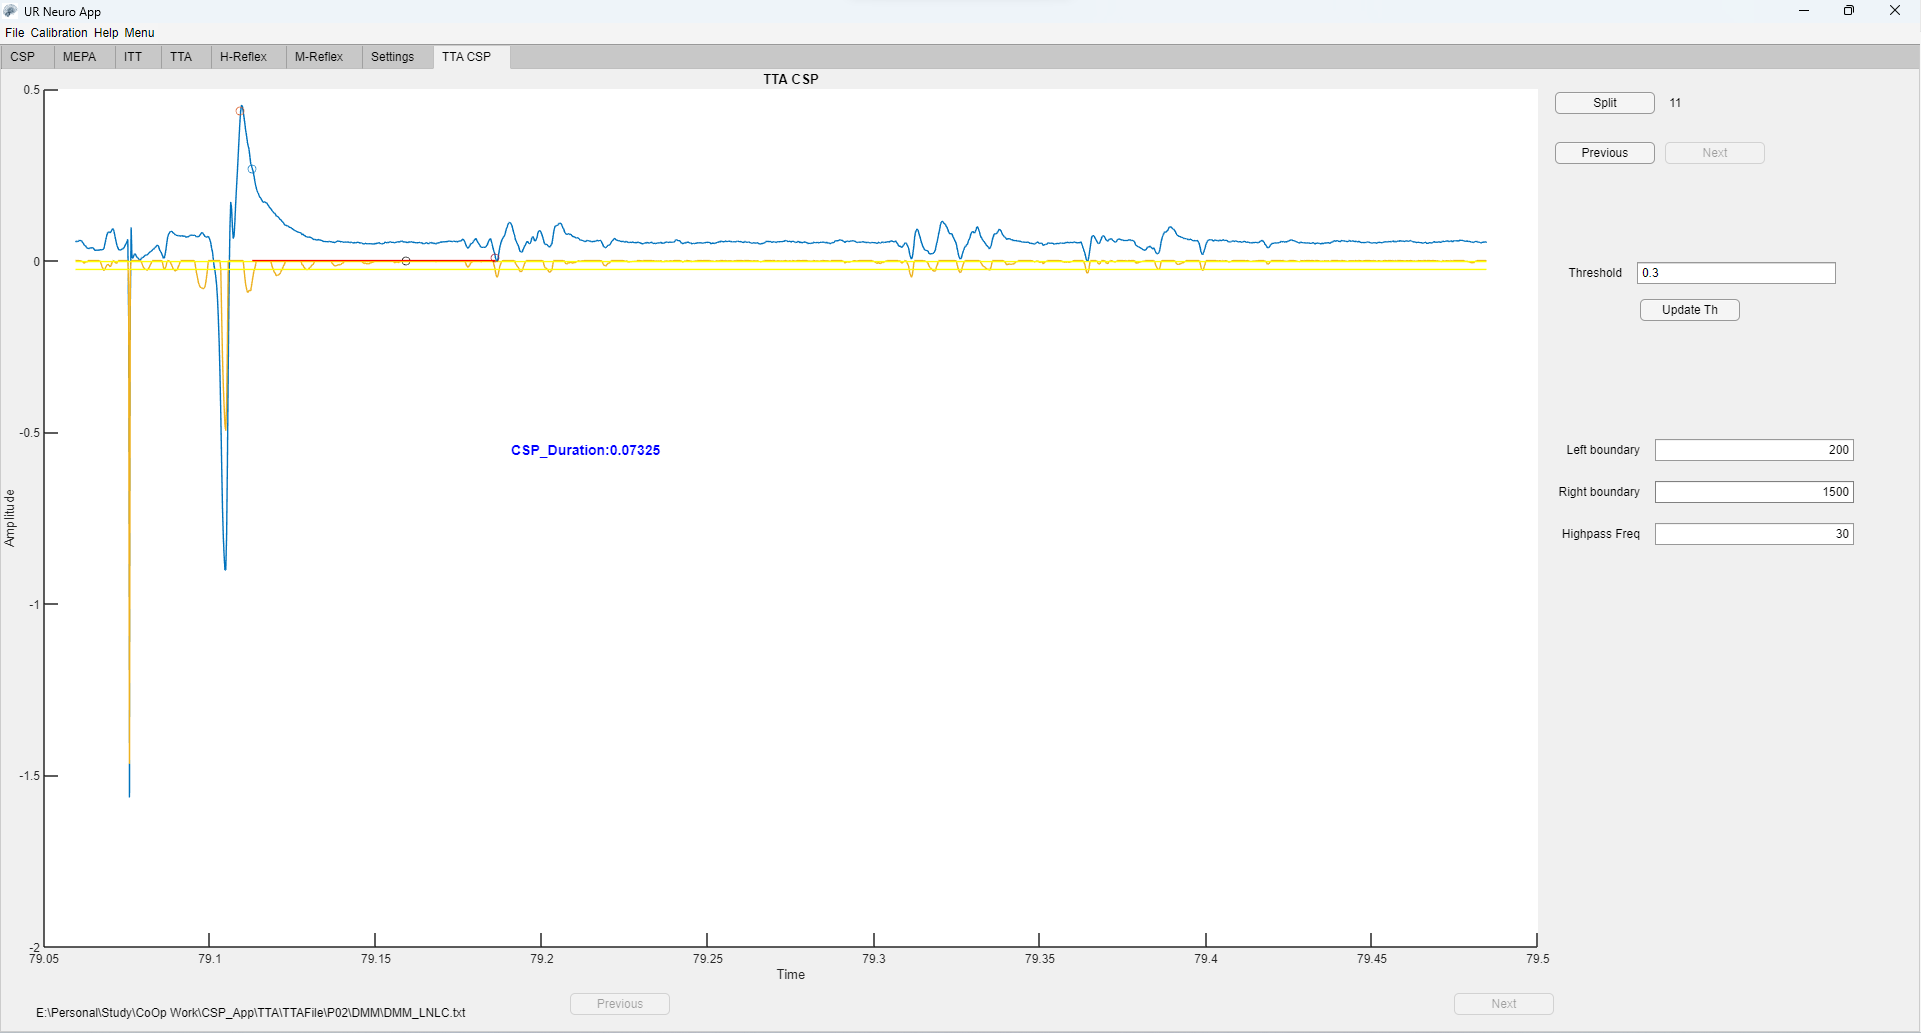 UR Neuro App
File Calibration Help Menu
CSP MEPA ITT TTA H-Reflex M-Reflex Settings TTA CSP
TTA CSP
0.5
0
-0.5
-1
-1.5
-2
Amplitude
CSP_Duration:0.07325
79.05 79.1 79.15 79.2 79.25 79.3 79.35 79.4 79.45 79.5
Time
Split 11
Previous Next
Threshold 0.3
Update Th
Left boundary 200
Right boundary 1500
Highpass Freq 30
Previous Next
E:\Personal\Study\CoOp Work\CSP_App\TTA\TTAFile\P02\DMM\DMM_LNLC.txt